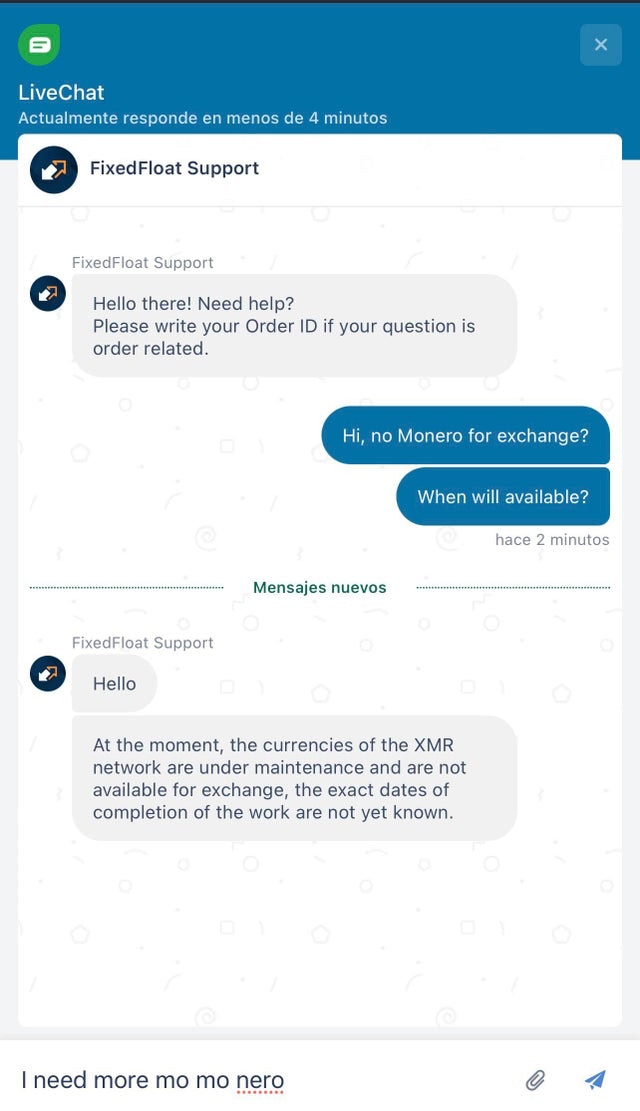 LiveChat
Actualmente responde en menos de 4 minutos
FixedFloat Support
FixedFloat Support
Hello there! Need help?
Please write your Order ID if your question is
order related.
Hi, no Monero for exchange?
When will available?
hace 2 minutos
Mensajes nuevos
FixedFloat Support
Hello
At the moment, the currencies of the XMR
network are under maintenance and are not
available for exchange, the exact dates of
completion of the work are not yet known.
I need more mo mo nero